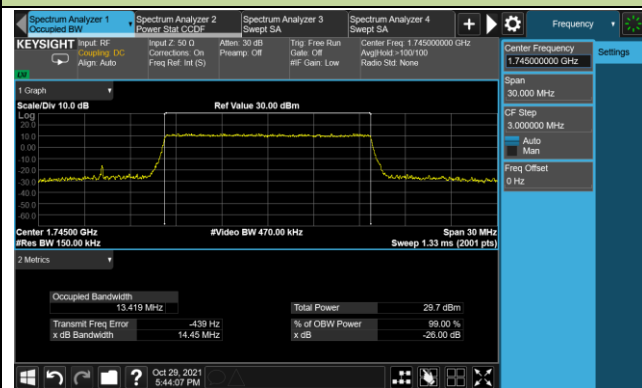 Spectrum Analyzer 1
Occupied BW
Spectrum Analyzer 2
Power Stat CCDF
Spectrum Analyzer 3
Swept SA
Spectrum Analyzer 4
Swept SA
Frequency
KEYSIGHT
Input: RF
Coupling: DC
Align: Auto
Input Z: 50 Ω
Corrections: On
Freq Ref: Int (S)
Atten: 30 dB
Preamp: Off
Trig: Free Run
Gate: Off
#IF Gain: Low
Center Freq: 1.745000000 GHz
Avg|Hold:>100/100
Radio Std: None
Center Frequency
1.745000000 GHz
Settings
Span
30.000 MHz
CF Step
3.000000 MHz
Auto
Man
Freq Offset
0 Hz
1 Graph
Scale/Div 10.0 dB
Ref Value 30.00 dBm
Log
20.0
10.0
0.00
-10.0
-20.0
-30.0
-40.0
-50.0
-60.0
Center 1.74500 GHz
#Video BW 470.00 kHz
Span 30 MHz
#Res BW 150.00 kHz
Sweep 1.33 ms (2001 pts)
2 Metrics
Occupied Bandwidth
13.419 MHz
Total Power 29.7 dBm
Transmit Freq Error -439 Hz
% of OBW Power 99.00 %
x dB Bandwidth 14.45 MHz
x dB -26.00 dB
Oct 29, 2021
5:44:07 PM